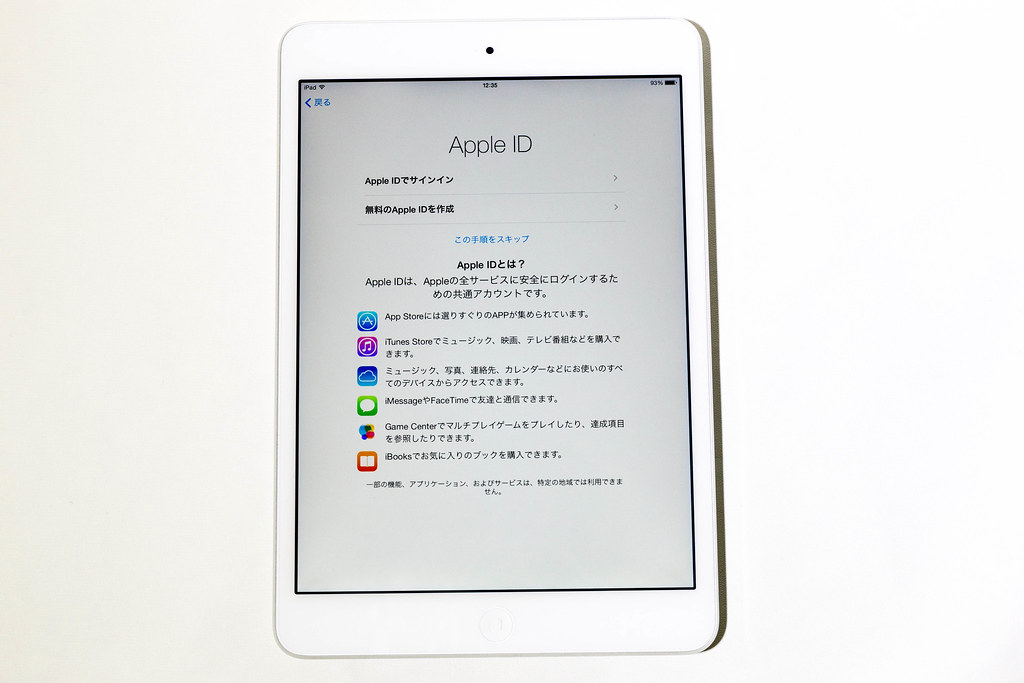 iPad 12:35 93%
戻る
Apple ID
Apple IDでサインイン
無料のApple IDを作成
この手順をスキップ
Apple IDとは？
Apple IDは、Appleの全サービスに安全にログインするた
めの共通アカウントです。
App Storeには選りすぐりのAPPが集められています。
iTunes Storeでミュージック、映画、テレビ番組などを購入で
きます。
ミュージック、写真、連絡先、カレンダーなどにお使いのすべ
てのデバイスからアクセスできます。
iMessageやFaceTimeで友達と通信できます。
Game Centerでマルチプレイゲームをプレイしたり、達成項目
を参照したりできます。
iBooksでお気に入りのブックを購入できます。
一部の機能、アプリケーション、およびサービスは、特定の地域では利用できま
せん。